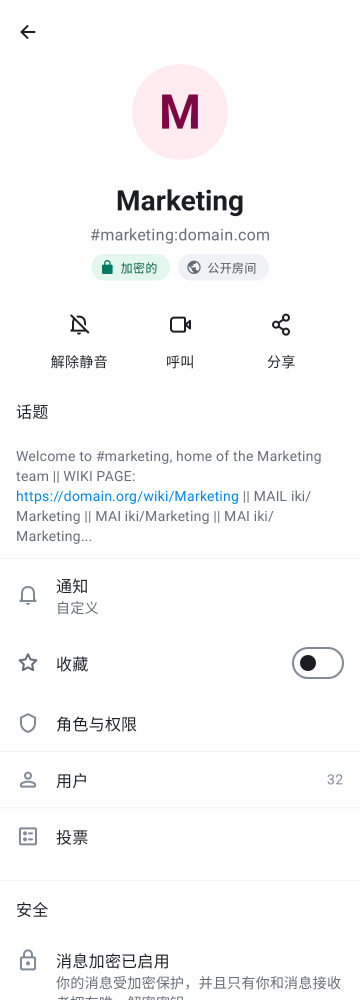 M
Marketing
#marketing:domain.com
加密的 公开房间
解除静音 呼叫 分享
话题
Welcome to #marketing, home of the Marketing
team || WIKI PAGE:
https://domain.org/wiki/Marketing || MAIL iki/
Marketing || MAI iki/Marketing || MAI iki/
Marketing...
通知
自定义
收藏
角色与权限
用户 32
投票
安全
消息加密已启用
你的消息受加密保护，并且只有你和消息接收